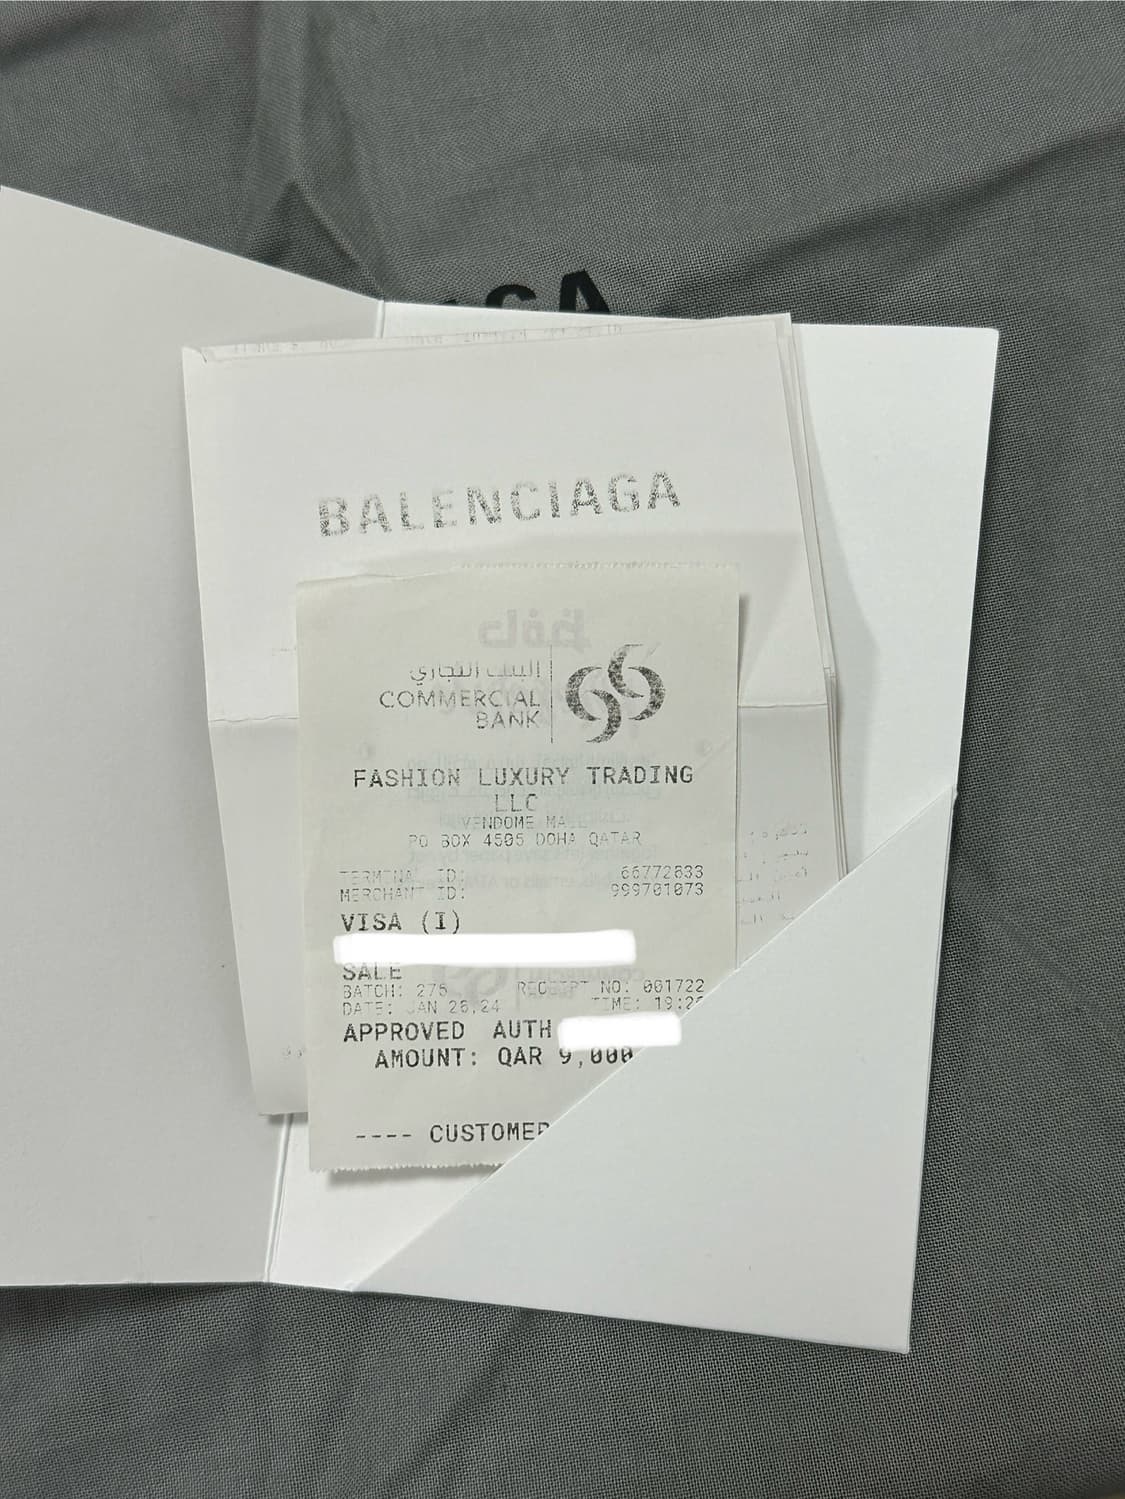 BALENCIAGA
البنك التجاري
COMMERCIAL
BANK
FASHION LUXURY TRADING
LLC
VENDOME MALL
PO BOX 4505 DOHA QATAR
TERMINAL ID: 66772633
MERCHANT ID: 999701073
VISA (I)
SALE
BATCH: 276 RECEIPT NO: 001722
DATE: JAN 26,24 TIME: 19:2
APPROVED AUTH
AMOUNT: QAR 9,000
---- CUSTOMER